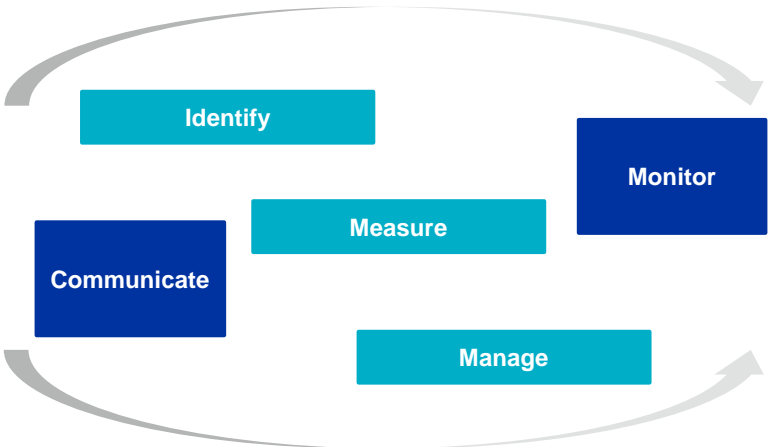 Identify
Monitor
Measure
Communicate
Manage